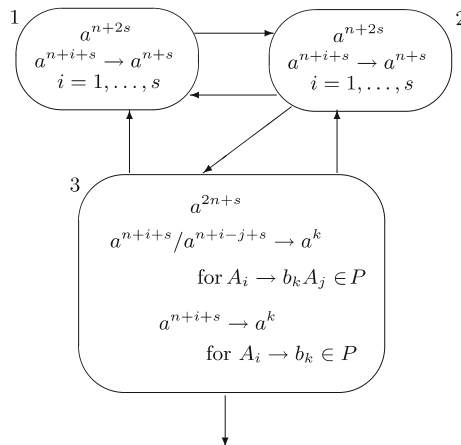 1
a^{n+2s}
a^{n+i+s} → a^{n+s}
i = 1, . . . , s
2
a^{n+2s}
a^{n+i+s} → a^{n+s}
i = 1, . . . , s
3
a^{2n+s}
a^{n+i+s}/a^{n+i−j+s} → a^k
for A_i → b_k A_j ∈ P
a^{n+i+s} → a^k
for A_i → b_k ∈ P